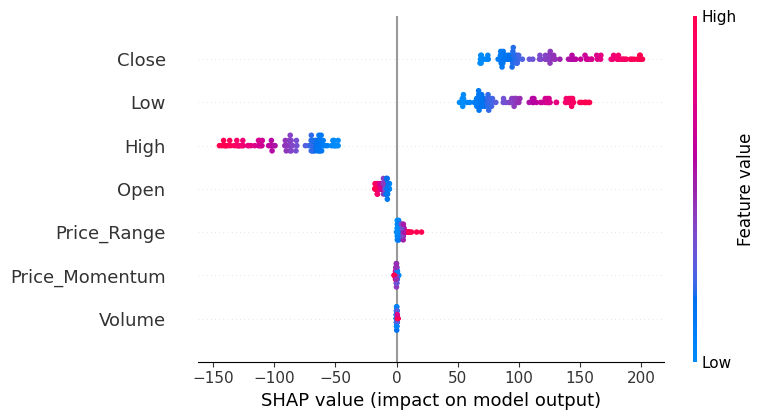 High
Close
Low
High
Open
Price_Range
Price_Momentum
Volume
Feature value
Low
−150 −100 −50 0 50 100 150 200
SHAP value (impact on model output)